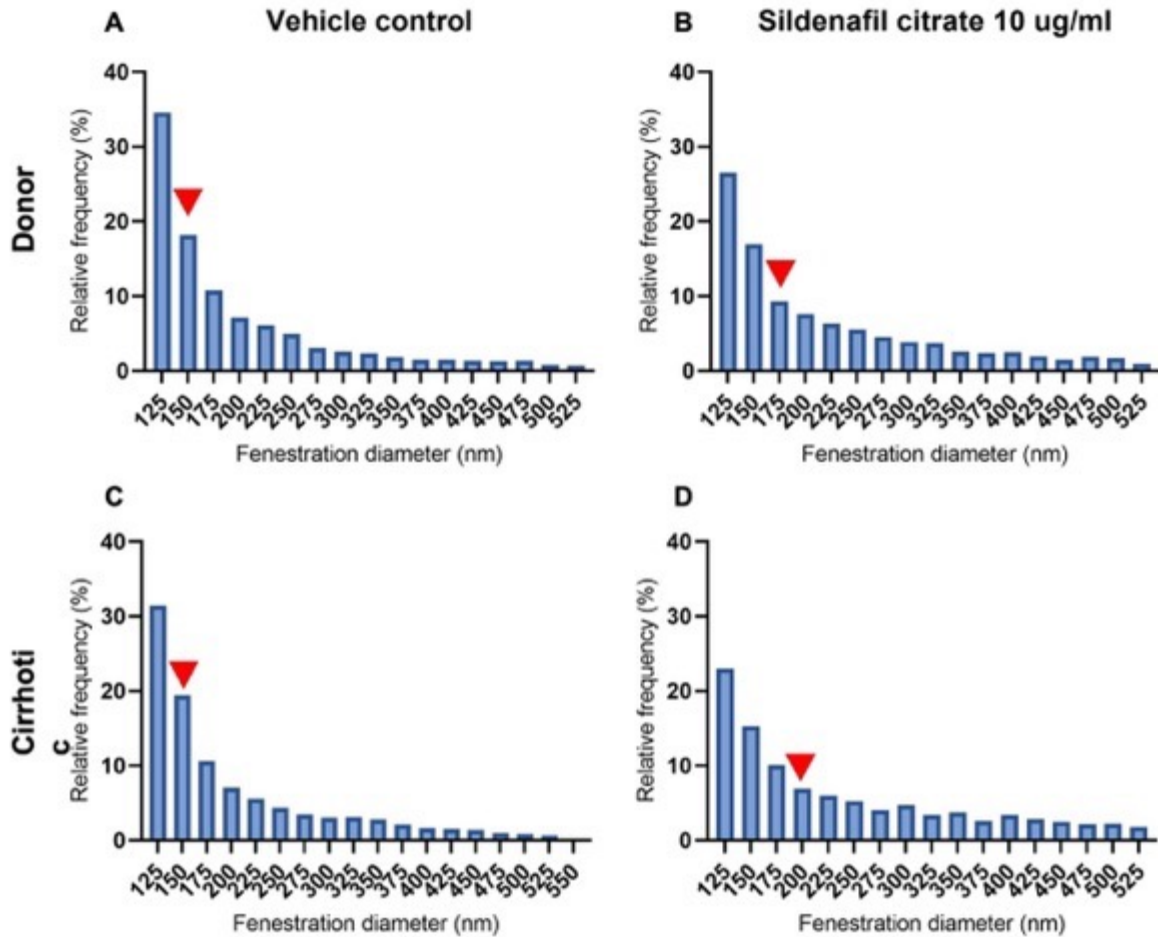 A Vehicle control
B Sildenafil citrate 10 ug/ml
Donor
Relative frequency (%)
40
30
20
10
0
125 150 175 200 225 250 275 300 325 350 375 400 425 450 475 500 525
Fenestration diameter (nm)
Relative frequency (%)
40
30
20
10
0
125 150 175 200 225 250 275 300 325 350 375 400 425 450 475 500 525
Fenestration diameter (nm)
Cirrhoti
c
C
Relative frequency (%)
40
30
20
10
0
125 150 175 200 225 250 275 300 325 350 375 400 425 450 475 500 525 550
Fenestration diameter (nm)
D
Relative frequency (%)
40
30
20
10
0
125 150 175 200 225 250 275 300 325 350 375 400 425 450 475 500 525
Fenestration diameter (nm)